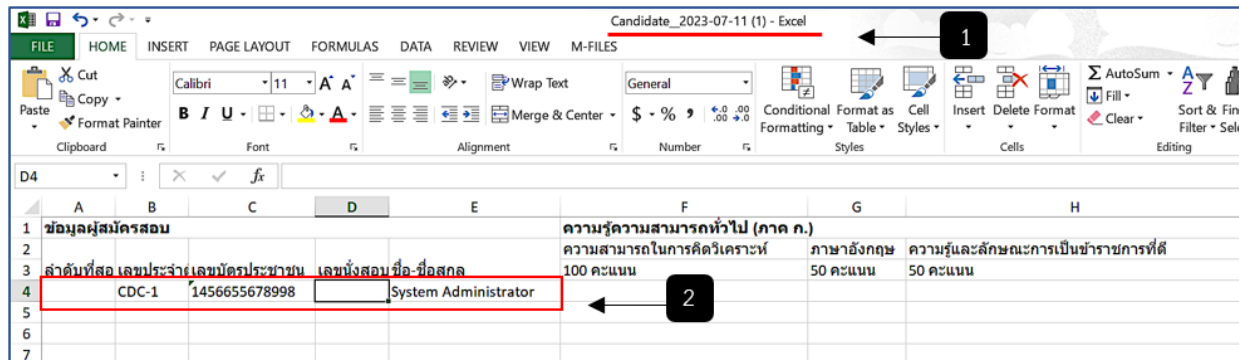 Candidate_2023-07-11 (1) - Excel
1
FILE HOME INSERT PAGE LAYOUT FORMULAS DATA REVIEW VIEW M-FILES
Cut
Copy
Format Painter
Paste
Clipboard
Calibri 11 A A
B I U A
Font
Wrap Text
Merge & Center
Alignment
General
$ % , .00 .00
Number
Conditional Formatting
Format as Table
Cell Styles
Styles
Insert Delete Format
Cells
AutoSum
Fill
Clear
Sort & Filter
Editing
D4 fx
A B C D E F G H
1 ข้อมูลผู้สมัครสอบ ความรู้ความสามารถทั่วไป (ภาค ก.)
2 ความสามารถในการคิดวิเคราะห์ ภาษาอังกฤษ ความรู้และลักษณะการเป็นข้าราชการที่ดี
3 ลำดับที่สอ เลขประจำ เลขบัตรประชาชน เลขนั่งสอบ ชื่อ-ชื่อสกล 100 คะแนน 50 คะแนน 50 คะแนน
4 CDC-1 1456655678998 System Administrator
2
5
6
7